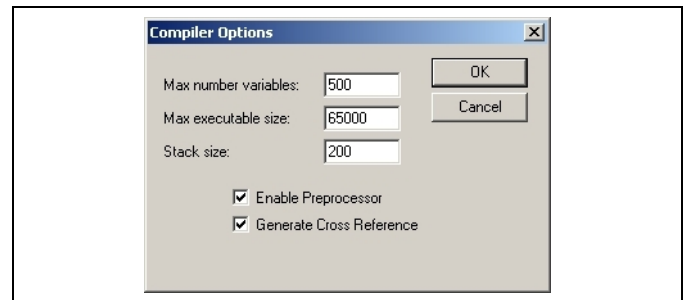 Compiler Options
Max number variables: 500
OK
Max executable size: 65000
Cancel
Stack size: 200
Enable Preprocessor
Generate Cross Reference